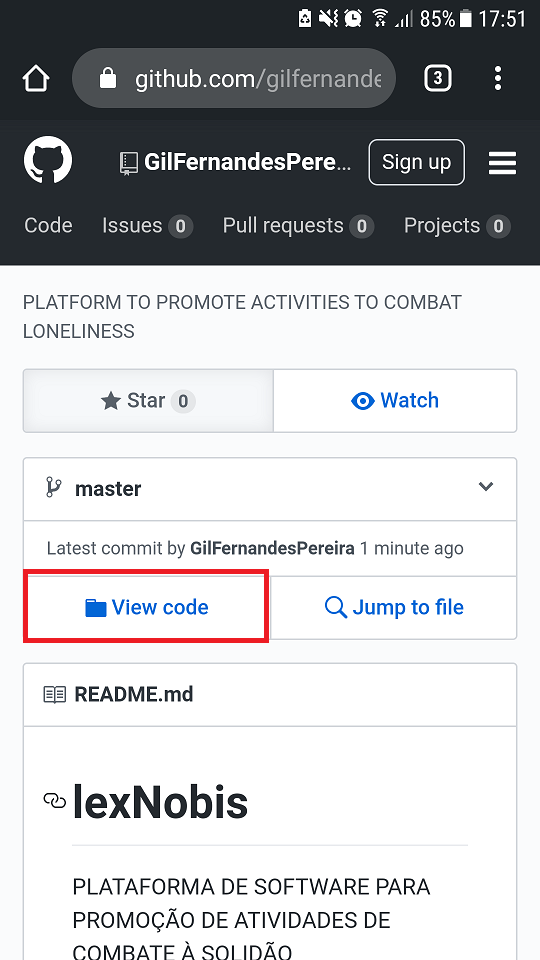 85% 17:51
github.com/gilfernande
3
GilFernandesPere... Sign up
Code Issues 0 Pull requests 0 Projects 0
PLATFORM TO PROMOTE ACTIVITIES TO COMBAT
LONELINESS
Star 0 Watch
master
Latest commit by GilFernandesPereira 1 minute ago
View code Jump to file
README.md
lexNobis
PLATAFORMA DE SOFTWARE PARA
PROMOÇÃO DE ATIVIDADES DE
COMBATE À SOLIDÃO